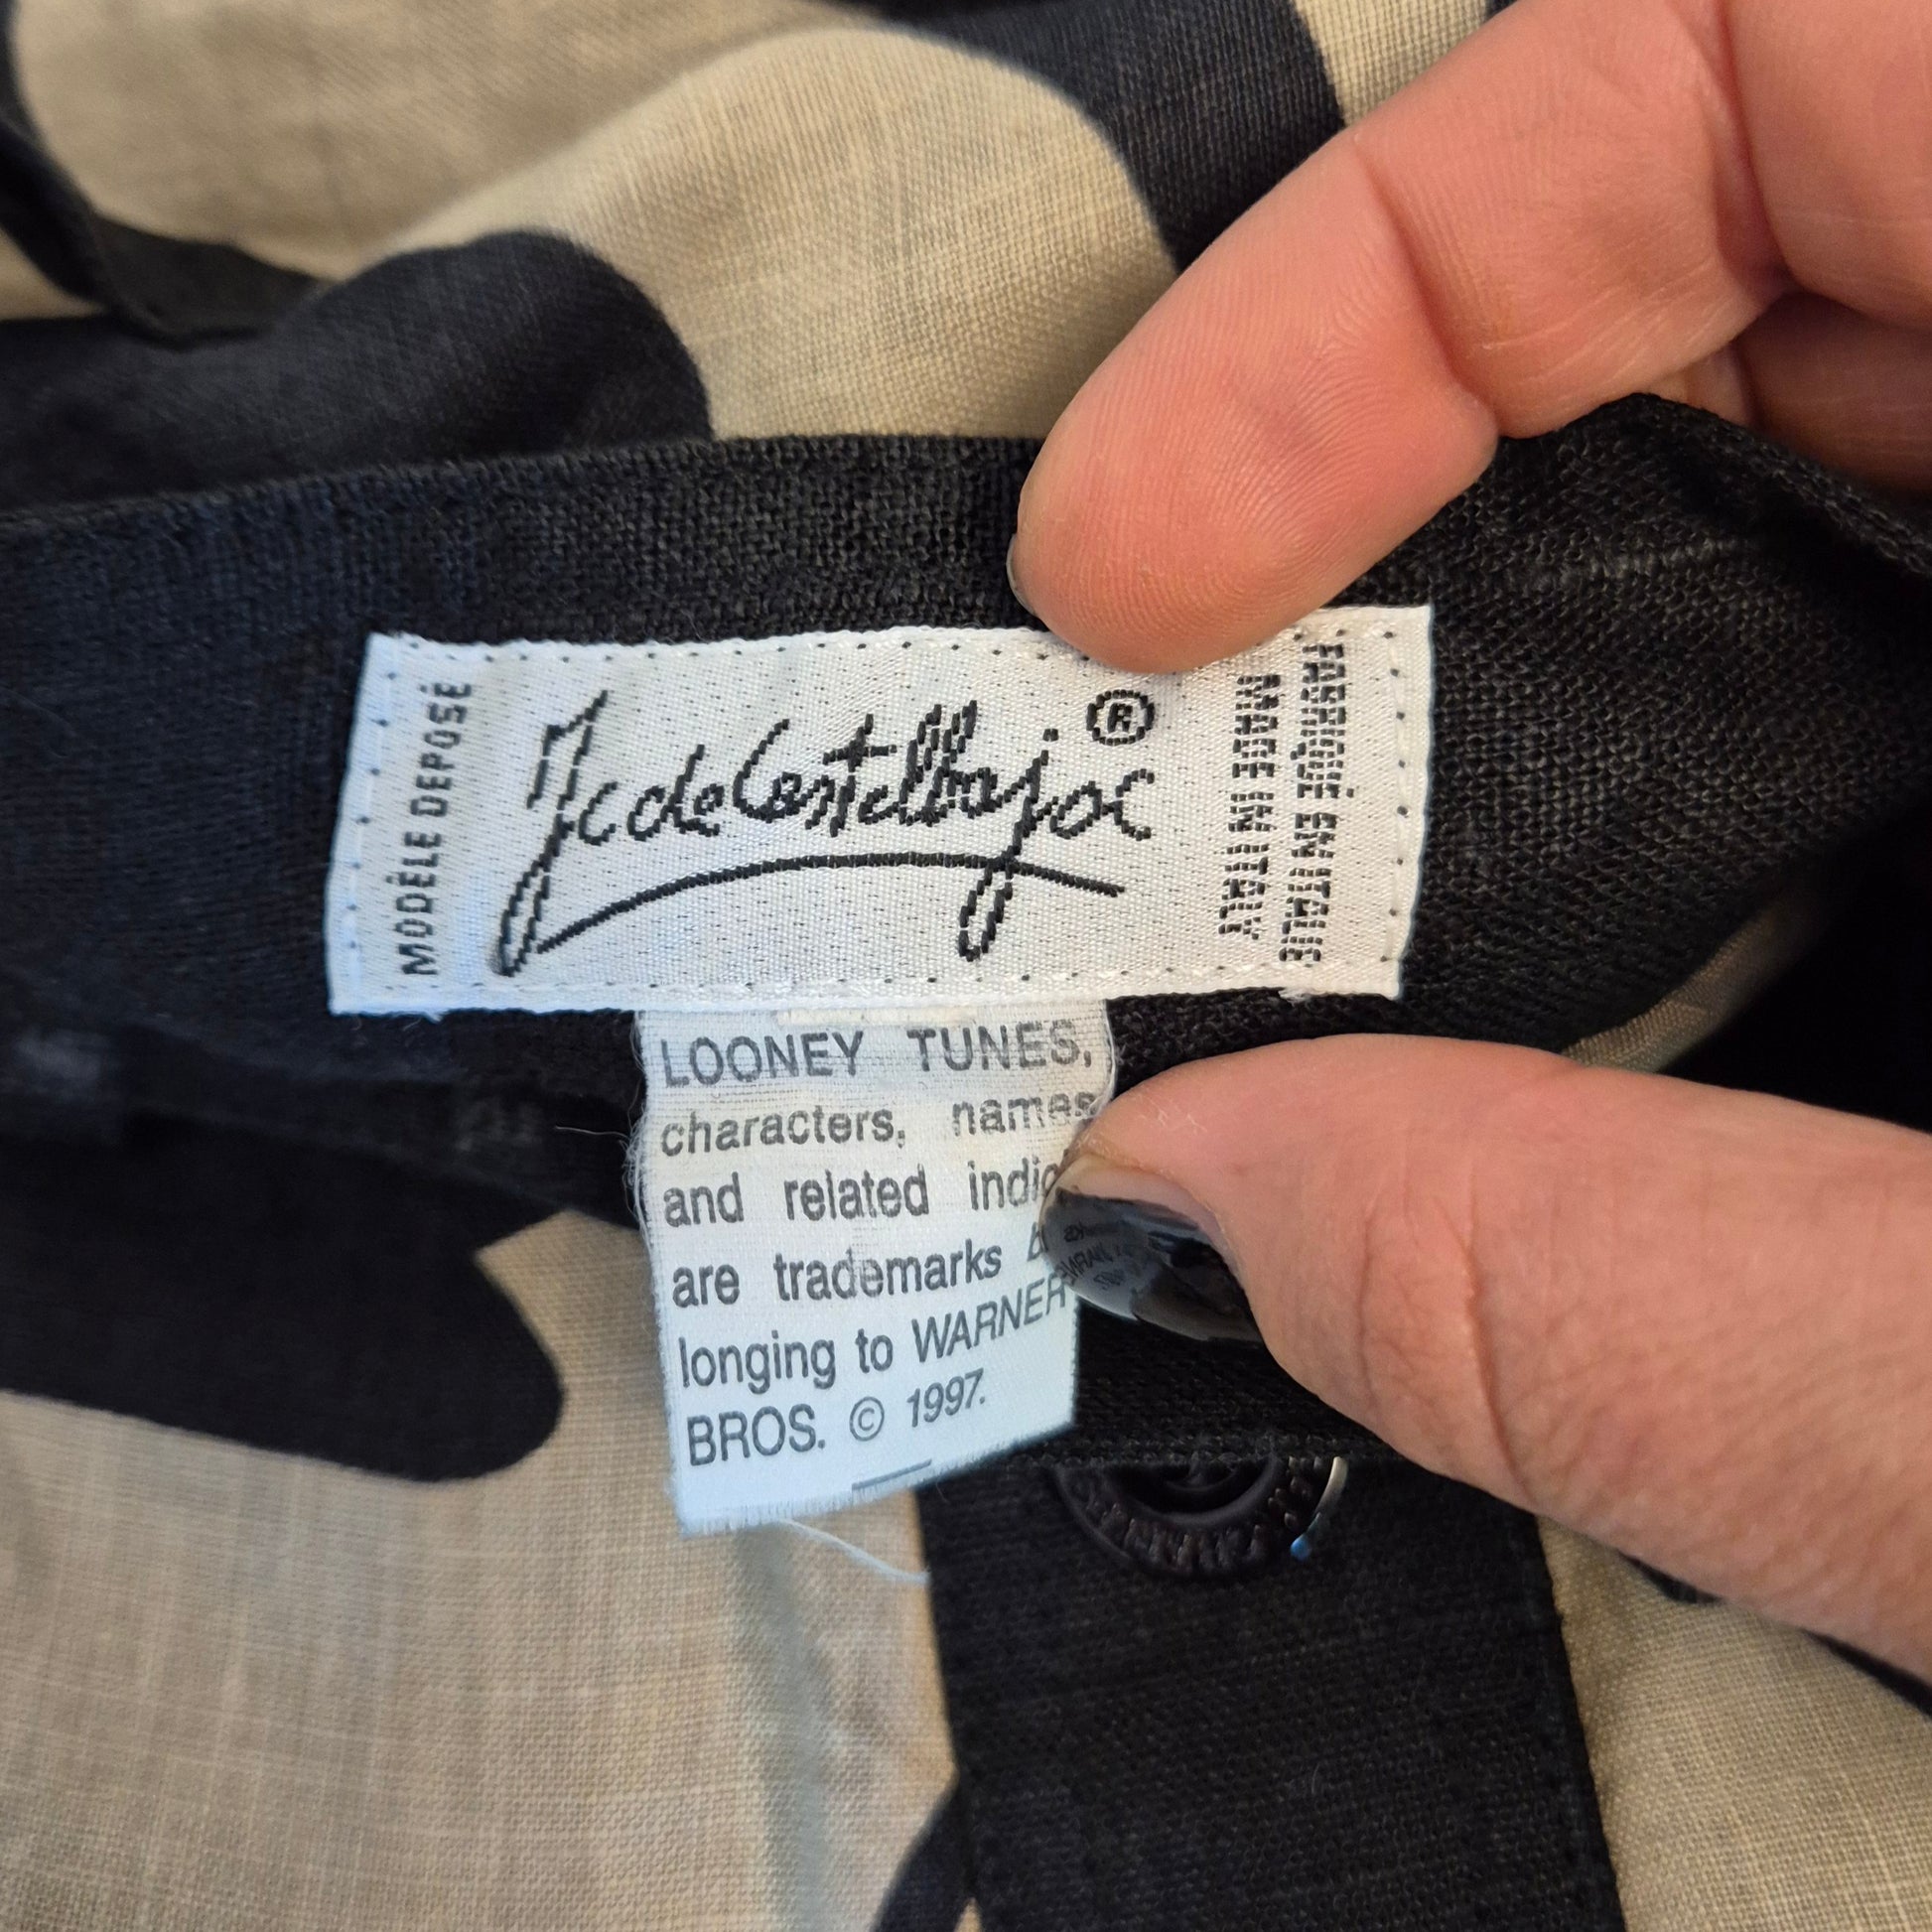 MODÈLE DEPOSÉ
Jc de Castelbajac ®
FABRIQUÉ EN ITALIE
MADE IN ITALY
LOONEY TUNES,
characters, names
and related
are trademarks
longing to WARNER
BROS. © 1997.